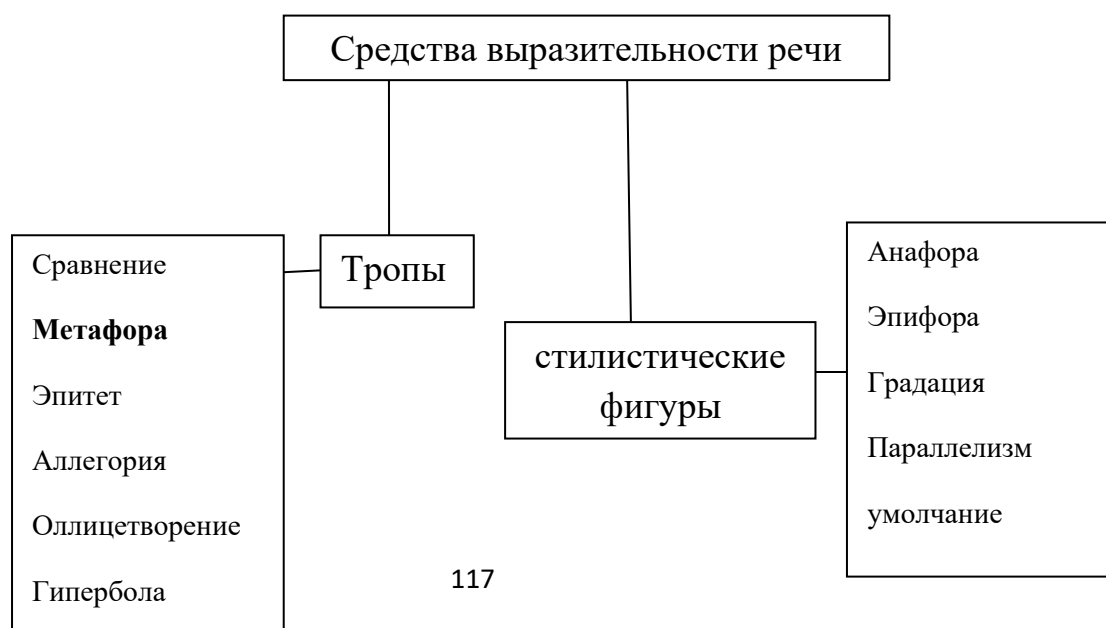 Средства выразительности речи
Тропы
Сравнение
Метафора
Эпитет
Аллегория
Оллицетворение
Гипербола
стилистические
фигуры
Анафора
Эпифора
Градация
Параллелизм
умолчание
117